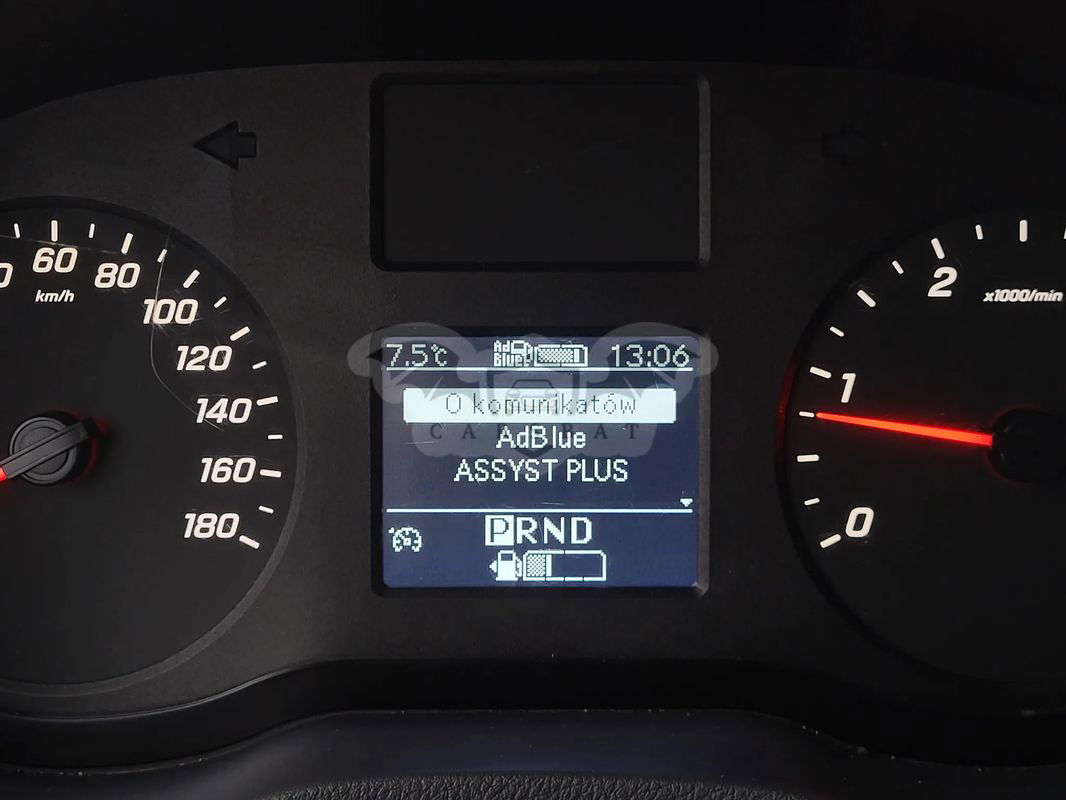 60
80
km/h
100
120
140
160
180
7.5°C AdBlue 13:06
O komunikatów
AdBlue
ASSYST PLUS
PRND
2
x1000/min
1
0